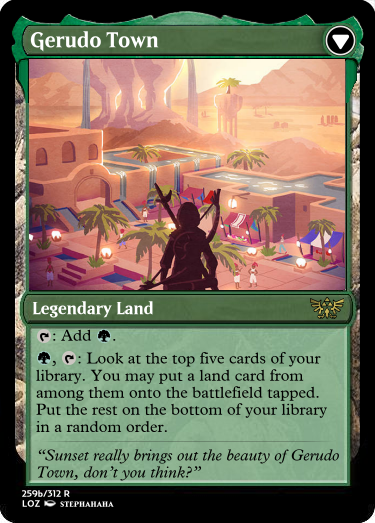 Gerudo Town
Legendary Land
: Add .
, : Look at the top five cards of your
library. You may put a land card from
among them onto the battlefield tapped.
Put the rest on the bottom of your library
in a random order.
“Sunset really brings out the beauty of Gerudo
Town, don’t you think?”
259b/312 R
LOZ STEPHAHAHA